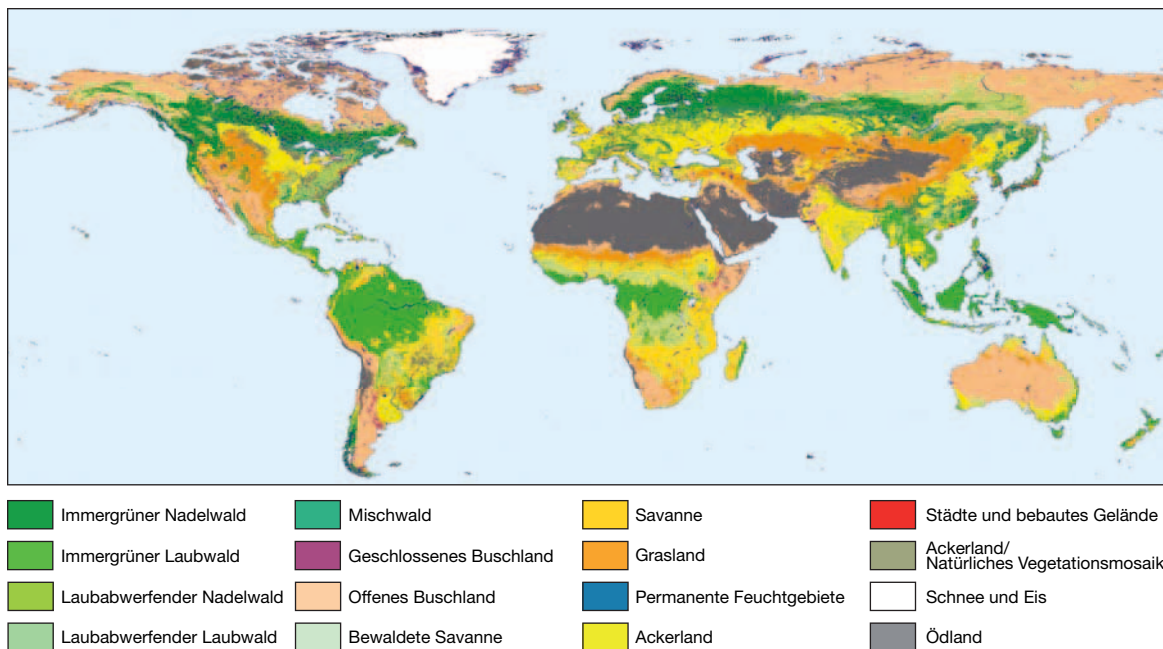 Immergrüner Nadelwald
Immergrüner Laubwald
Laubabwerfender Nadelwald
Laubabwerfender Laubwald
Mischwald
Geschlossenes Buschland
Offenes Buschland
Bewaldete Savanne
Savanne
Grasland
Permanente Feuchtgebiete
Ackerland
Städte und bebautes Gelände
Ackerland/
Natürliches Vegetationsmosaik
Schnee und Eis
Ödland